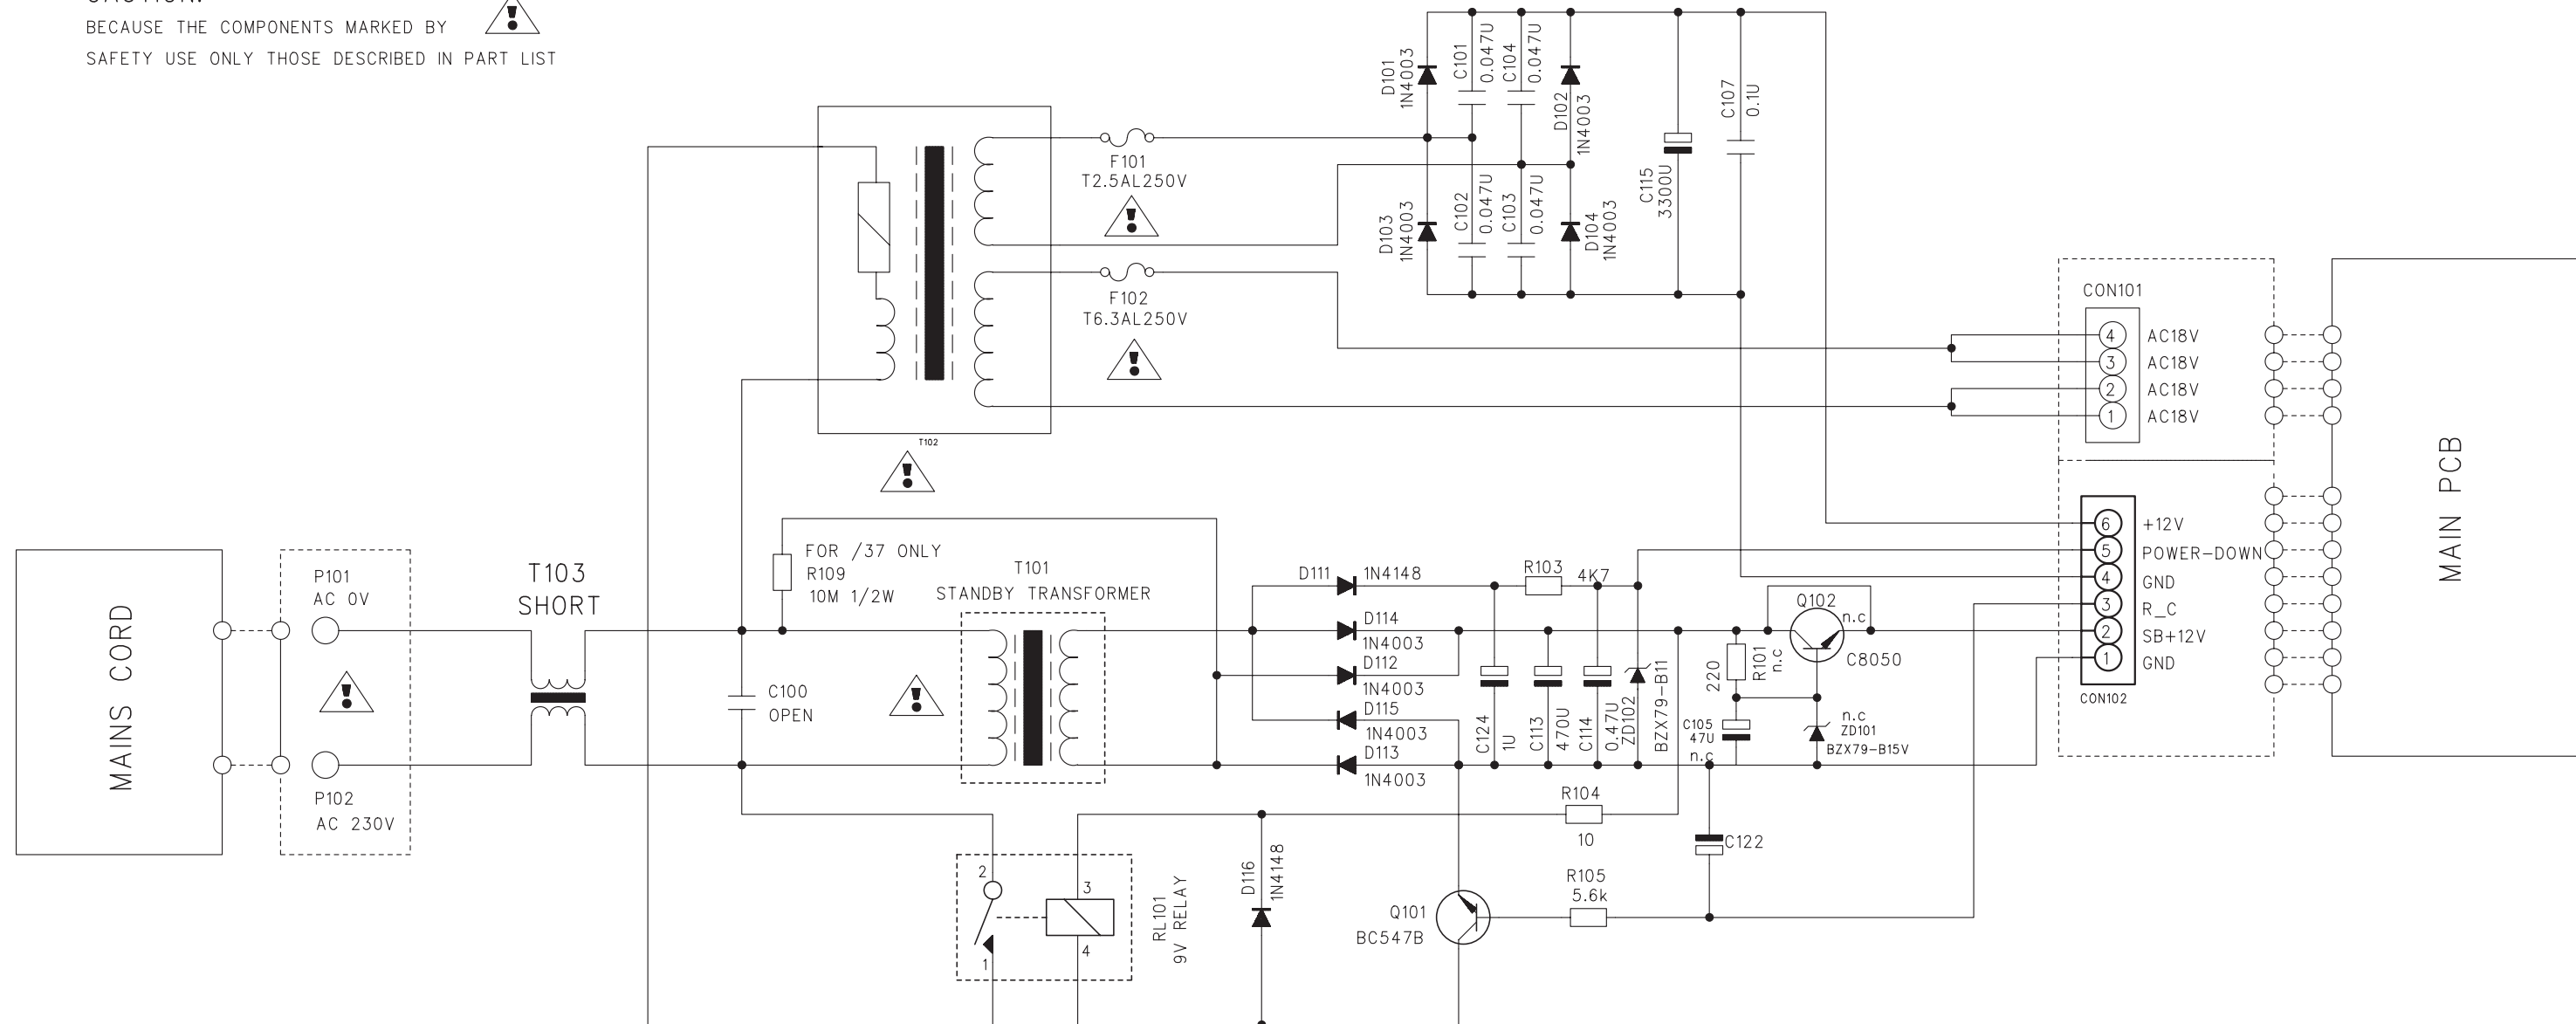 BECAUSE THE COMPONENTS MARKED BY
SAFETY USE ONLY THOSE DESCRIBED IN PART LIST
D101
1N4003
C101
0.047U
C104
0.047U
D102
1N4003
C107
0.1U
C115
3300U
D103
1N4003
C102
0.047U
C103
0.047U
D104
1N4003
F101
T2.5AL250V
F102
T6.3AL250V
T102
CON101
4 AC18V
3 AC18V
2 AC18V
1 AC18V
MAIN PCB
6 +12V
5 POWER-DOWN
4 GND
3 R_C
2 SB+12V
1 GND
CON102
MAINS CORD
P101
AC 0V
P102
AC 230V
T103
SHORT
FOR /37 ONLY
R109
10M 1/2W
C100
OPEN
T101
STANDBY TRANSFORMER
D111 1N4148
D114
1N4003
D112
1N4003
D115
1N4003
D113
1N4003
R103 4K7
C124
1U
C113
470U
C114
0.47U
ZD102
BZX79-B11
220
R101
n.c
Q102
n.c
C8050
C105
47U
n.c
n.c
ZD101
BZX79-B15V
R104
10
C122
R105
5.6k
Q101
BC547B
D116
1N4148
2
1
3
4
RL101
9V RELAY